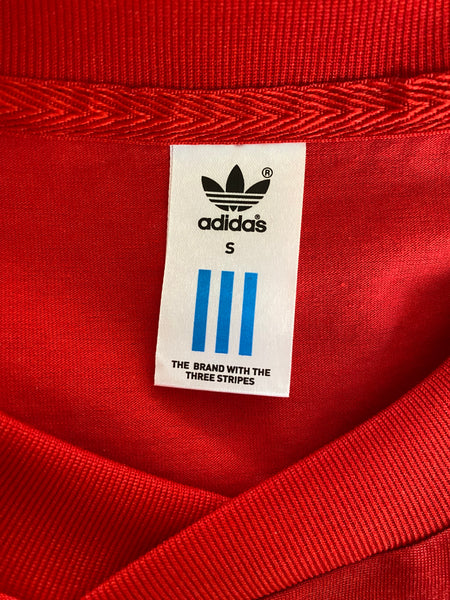 ®
adidas®
S
THE BRAND WITH THE
THREE STRIPES